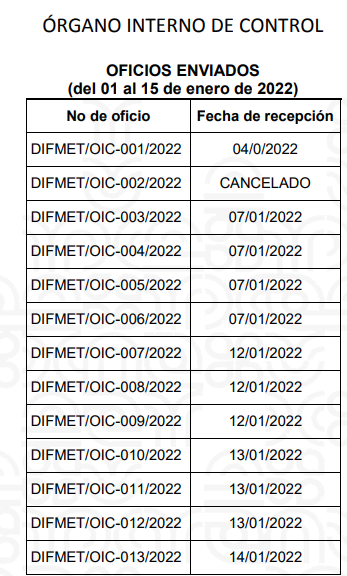 ÓRGANO INTERNO DE CONTROL
OFICIOS ENVIADOS
(del 01 al 15 de enero de 2022)
No de oficio Fecha de recepción
DIFMET/OIC-001/2022 04/0/2022
DIFMET/OIC-002/2022 CANCELADO
DIFMET/OIC-003/2022 07/01/2022
DIFMET/OIC-004/2022 07/01/2022
DIFMET/OIC-005/2022 07/01/2022
DIFMET/OIC-006/2022 07/01/2022
DIFMET/OIC-007/2022 12/01/2022
DIFMET/OIC-008/2022 12/01/2022
DIFMET/OIC-009/2022 12/01/2022
DIFMET/OIC-010/2022 13/01/2022
DIFMET/OIC-011/2022 13/01/2022
DIFMET/OIC-012/2022 13/01/2022
DIFMET/OIC-013/2022 14/01/2022